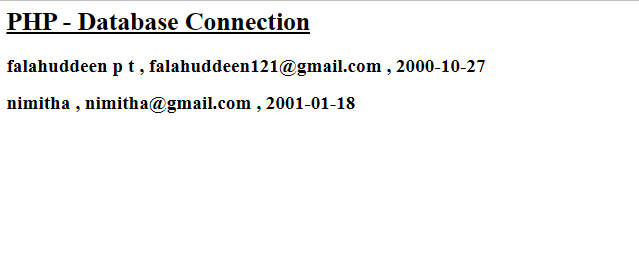 PHP - Database Connection
falahuddeen p t , falahuddeen121@gmail.com , 2000-10-27
nimitha , nimitha@gmail.com , 2001-01-18